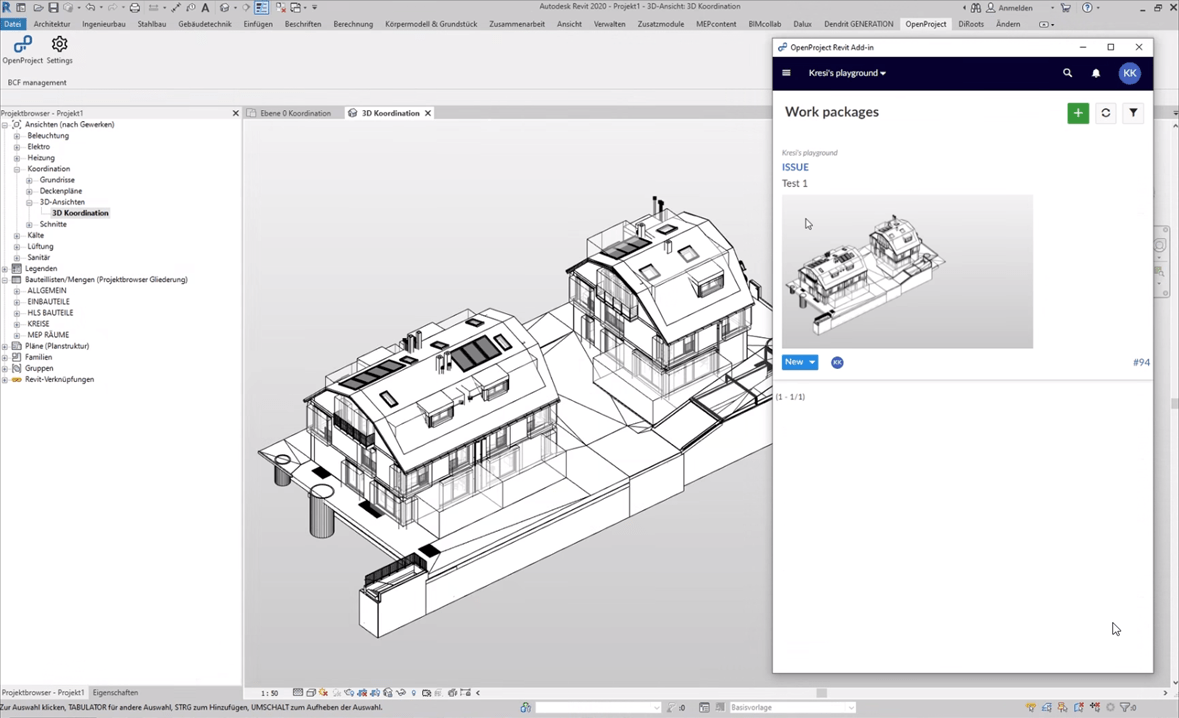 Autodesk Revit 2020 - Projekt1 - 3D-Ansicht: 3D Koordination
Anmelden
Datei Architektur Ingenieurbau Stahlbau Gebäudetechnik Einfügen Beschriften Berechnung Körpermodell & Grundstück Zusammenarbeit Ansicht Verwalten Zusatzmodule MEPcontent BIMcollab Dalux Dendrit GENERATION OpenProject DiRoots Ändern
OpenProject Settings
BCF management
Projektbrowser - Projekt1
Ansichten (nach Gewerken)
Beleuchtung
Elektro
Heizung
Koordination
Grundrisse
Deckenpläne
3D-Ansichten
3D Koordination
Schnitte
Kälte
Lüftung
Sanitär
Legenden
Bauteillisten/Mengen (Projektbrowser Gliederung)
ALLGEMEIN
EINBAUTEILE
HLS BAUTEILE
KREISE
MEP RÄUME
Pläne (Planstruktur)
Familien
Gruppen
Revit-Verknüpfungen
Ebene 0 Koordination
3D Koordination
OpenProject Revit Add-in
Kresi's playground
KK
Work packages
Kresi's playground
ISSUE
Test 1
New
KK
#94
(1 - 1/1)
Projektbrowser - Projekt1 Eigenschaften
1 : 50
Zur Auswahl klicken, TABULATOR für andere Auswahl, STRG zum Hinzufügen, UMSCHALT zum Aufheben der Auswahl.
:0
Basisvorlage
:0